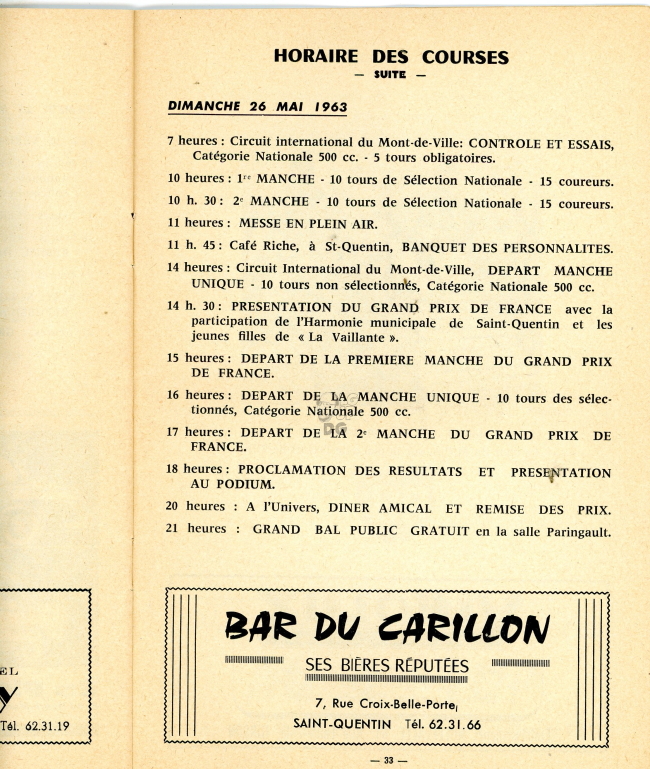 HORAIRE DES COURSES
— SUITE —
DIMANCHE 26 MAI 1963
7 heures : Circuit international du Mont-de-Ville: CONTROLE ET ESSAIS,
Catégorie Nationale 500 cc. - 5 tours obligatoires.
10 heures : 1re MANCHE - 10 tours de Sélection Nationale - 15 coureurs.
10 h. 30 : 2e MANCHE - 10 tours de Sélection Nationale - 15 coureurs.
11 heures : MESSE EN PLEIN AIR.
11 h. 45 : Café Riche, à St-Quentin, BANQUET DES PERSONNALITES.
14 heures : Circuit International du Mont-de-Ville, DEPART MANCHE
UNIQUE - 10 tours non sélectionnés, Catégorie Nationale 500 cc.
14 h. 30 : PRESENTATION DU GRAND PRIX DE FRANCE avec la
participation de l'Harmonie municipale de Saint-Quentin et les
jeunes filles de « La Vaillante ».
15 heures : DEPART DE LA PREMIERE MANCHE DU GRAND PRIX
DE FRANCE.
16 heures : DEPART DE LA MANCHE UNIQUE - 10 tours des sélec-
tionnés, Catégorie Nationale 500 cc.
17 heures : DEPART DE LA 2e MANCHE DU GRAND PRIX DE
FRANCE.
18 heures : PROCLAMATION DES RESULTATS ET PRESENTATION
AU PODIUM.
20 heures : A l'Univers, DINER AMICAL ET REMISE DES PRIX.
21 heures : GRAND BAL PUBLIC GRATUIT en la salle Paringault.
BAR DU CARILLON
SES BIÈRES RÉPUTÉES
7, Rue Croix-Belle-Porte,
SAINT-QUENTIN Tél. 62.31.66
— 33 —
EL
y
Tél. 62.31.19
DG